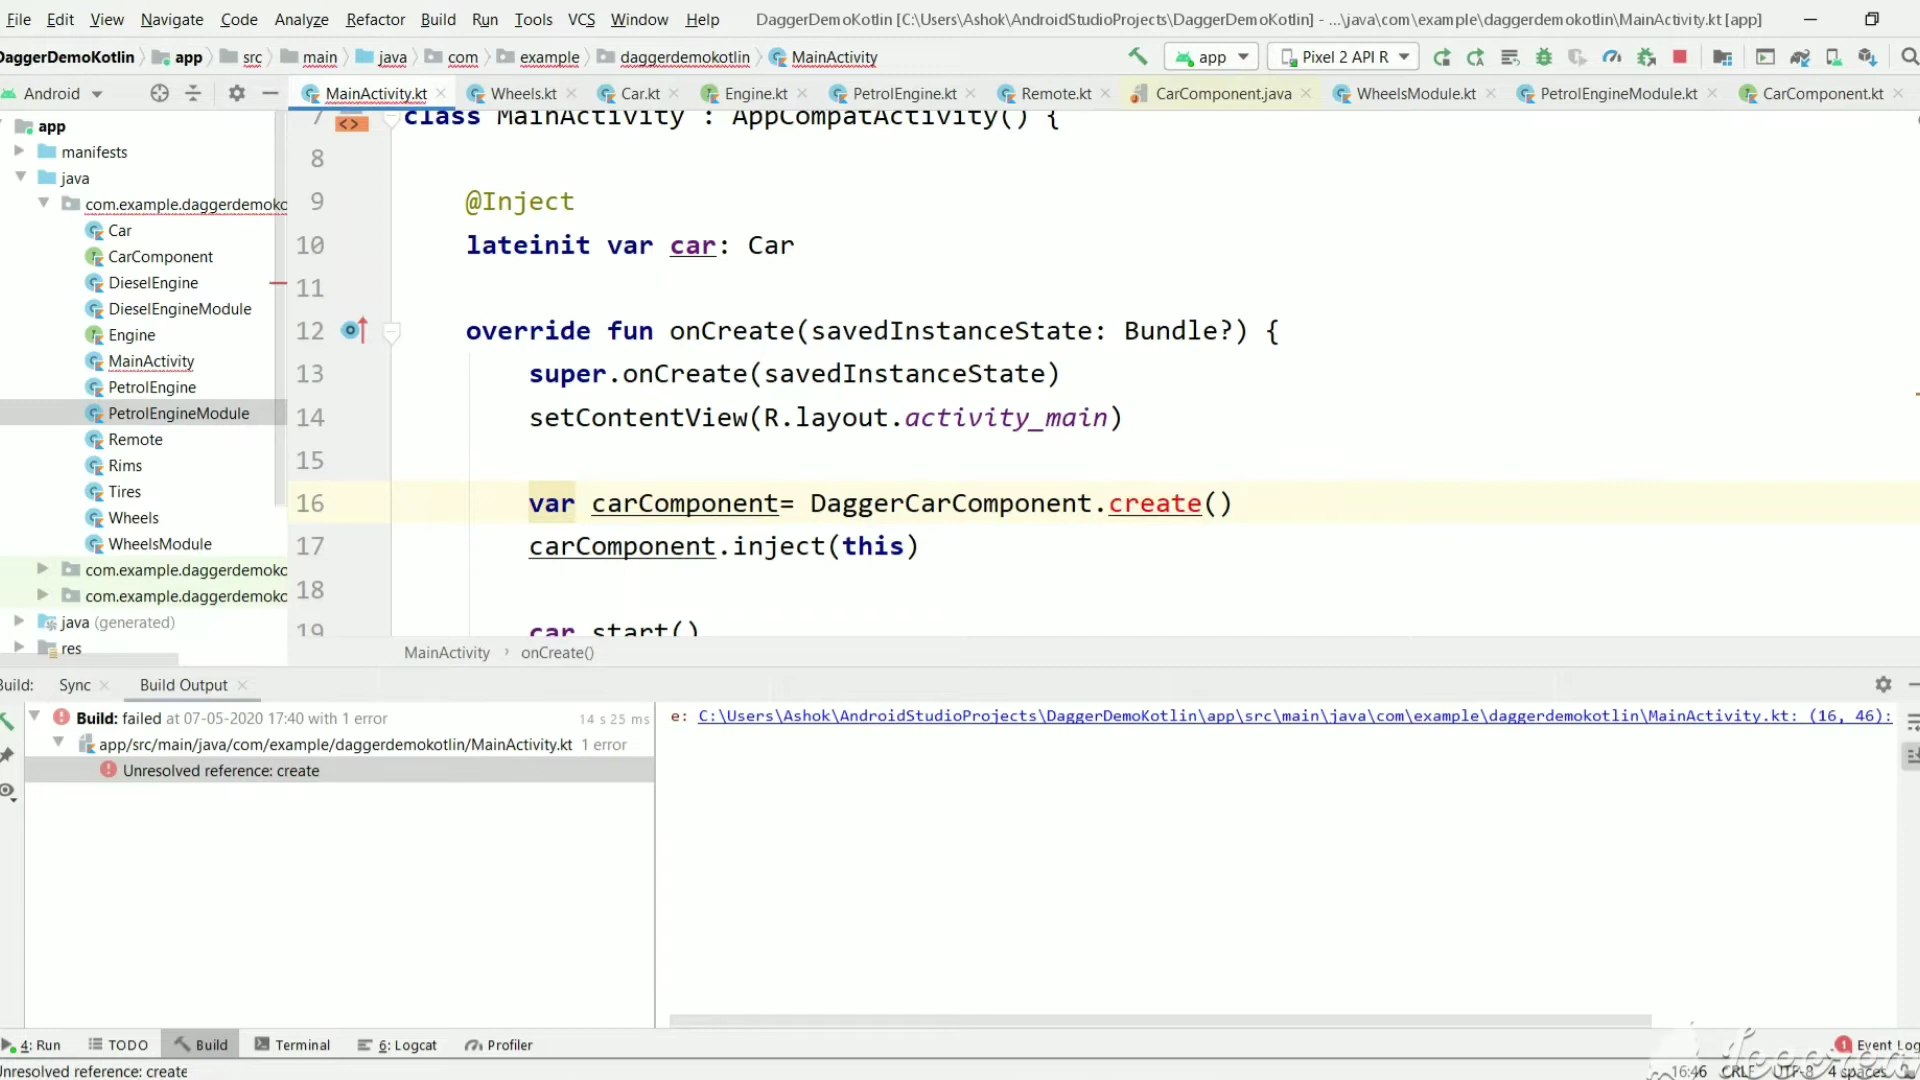 File Edit View Navigate Code Analyze Refactor Build Run Tools VCS Window Help DaggerDemoKotlin [C:\Users\Ashok\AndroidStudioProjects\DaggerDemoKotlin] - ...\java\com\example\daggerdemokotlin\MainActivity.kt [app]
DaggerDemoKotlin app src main java com example daggerdemokotlin MainActivity app Pixel 2 API R
Android MainActivity.kt Wheels.kt Car.kt Engine.kt PetrolEngine.kt Remote.kt CarComponent.java WheelsModule.kt PetrolEngineModule.kt CarComponent.kt
app
manifests
java
com.example.daggerdemoko
Car
CarComponent
DieselEngine
DieselEngineModule
Engine
MainActivity
PetrolEngine
PetrolEngineModule
Remote
Rims
Tires
Wheels
WheelsModule
com.example.daggerdemoko
com.example.daggerdemoko
java (generated)
res
7 class MainActivity : AppCompatActivity() {
8
9 @Inject
10 lateinit var car: Car
11
12 override fun onCreate(savedInstanceState: Bundle?) {
13 super.onCreate(savedInstanceState)
14 setContentView(R.layout.activity_main)
15
16 var carComponent= DaggerCarComponent.create()
17 carComponent.inject(this)
18
19 car start()
MainActivity › onCreate()
Build: Sync Build Output
Build: failed at 07-05-2020 17:40 with 1 error 14 s 25 ms
app/src/main/java/com/example/daggerdemokotlin/MainActivity.kt 1 error
Unresolved reference: create
e: C:\Users\Ashok\AndroidStudioProjects\DaggerDemoKotlin\app\src\main\java\com\example\daggerdemokotlin\MainActivity.kt: (16, 46):
4: Run TODO Build Terminal 6: Logcat Profiler 1 Event Log
Unresolved reference: create 16:46 CRLF UTF-8 4 spaces